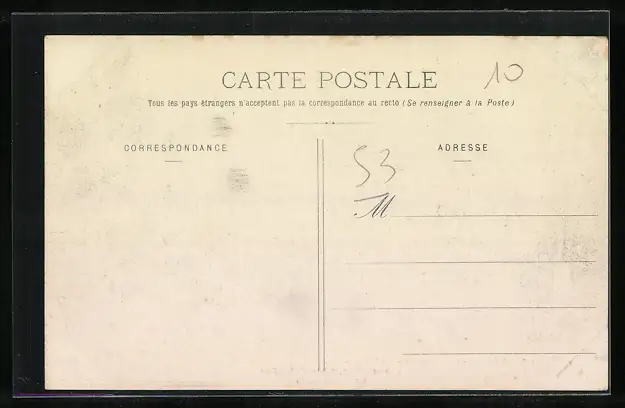 CARTE POSTALE 10
Tous les pays étrangers n'acceptent pas la correspondance au recto (Se renseigner à la Poste)
CORRESPONDANCE
ADRESSE
53
M